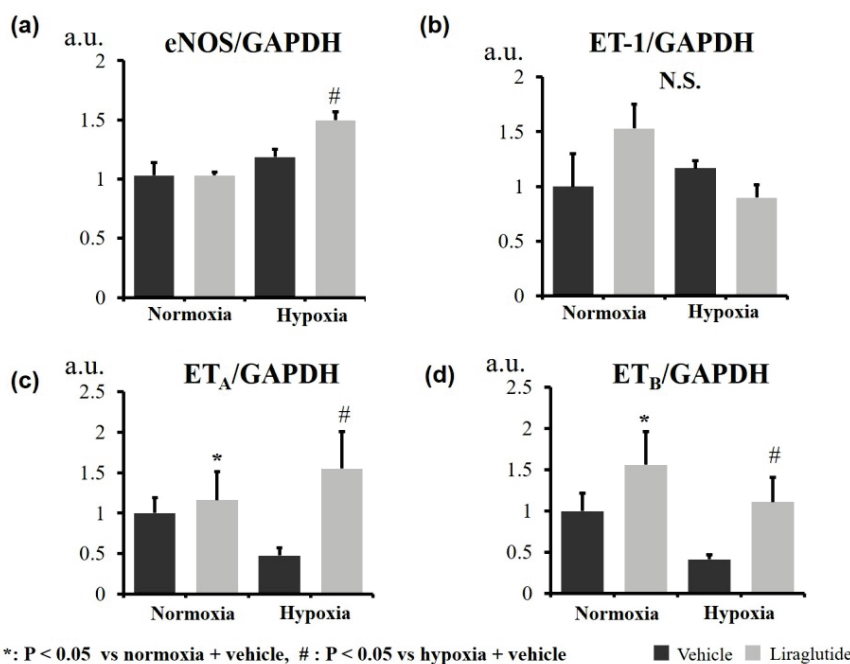 (a)
a.u.
eNOS/GAPDH
2
1.5
1
0.5
0
#
Normoxia
Hypoxia
(b)
a.u.
ET-1/GAPDH
N.S.
2
1.5
1
0.5
0
Normoxia
Hypoxia
(c)
a.u.
ET_A/GAPDH
2.5
2
1.5
1
0.5
0
*
#
Normoxia
Hypoxia
(d)
a.u.
ET_B/GAPDH
2.5
2
1.5
1
0.5
0
*
#
Normoxia
Hypoxia
*: P < 0.05 vs normoxia + vehicle, # : P < 0.05 vs hypoxia + vehicle
Vehicle
Liraglutide